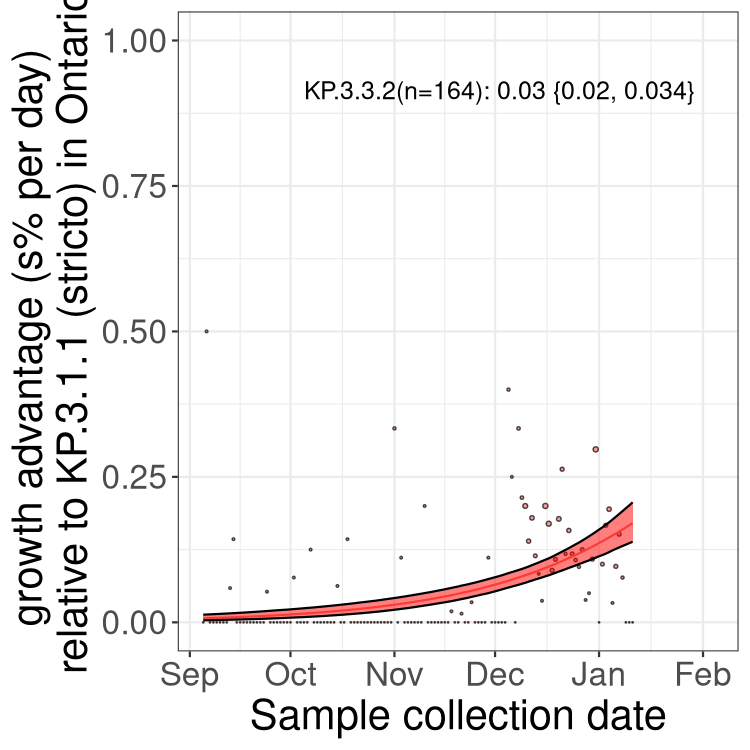 growth advantage (s% per day)
relative to KP.3.1.1 (stricto) in Ontario
1.00
0.75
0.50
0.25
0.00
KP.3.3.2(n=164): 0.03 {0.02, 0.034}
Sep Oct Nov Dec Jan Feb
Sample collection date